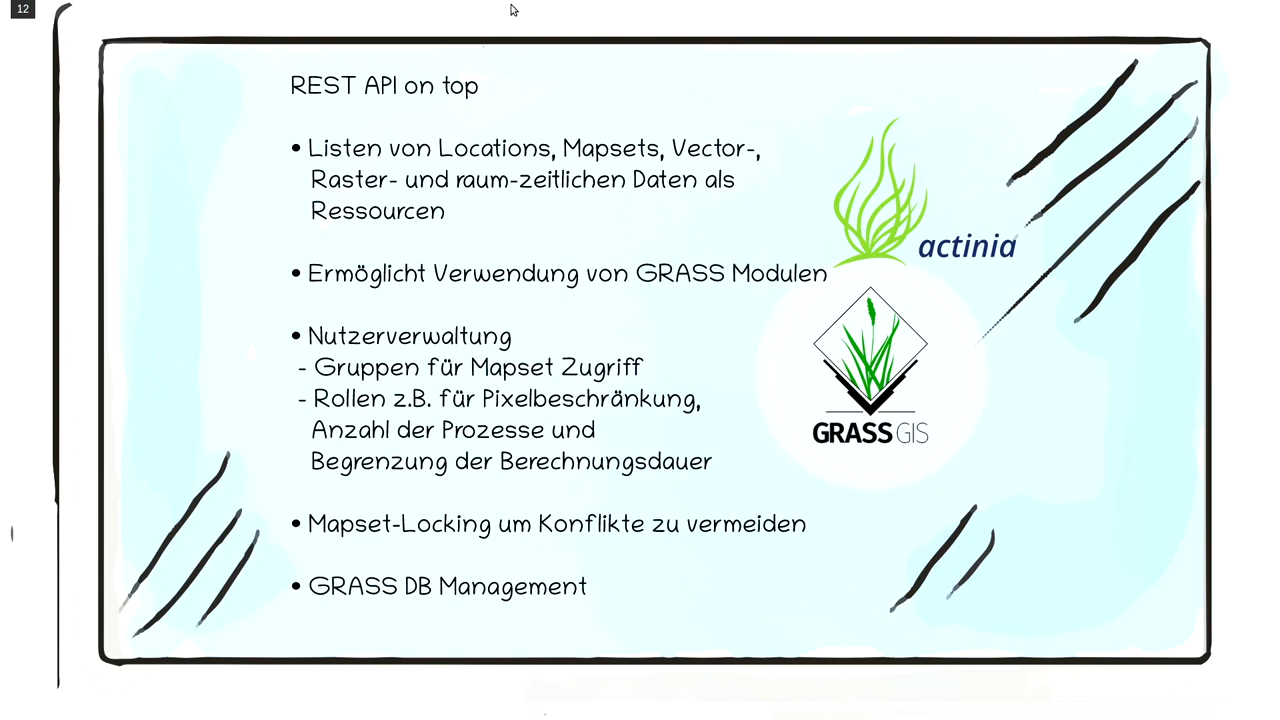 12
REST API on top
• Listen von Locations, Mapsets, Vector-,
Raster- und raum-zeitlichen Daten als
Ressourcen
actinia
• Ermöglicht Verwendung von GRASS Modulen
• Nutzerverwaltung
- Gruppen für Mapset Zugriff
- Rollen z.B. für Pixelbeschränkung,
Anzahl der Prozesse und
Begrenzung der Berechnungsdauer
GRASS GIS
• Mapset-Locking um Konflikte zu vermeiden
• GRASS DB Management